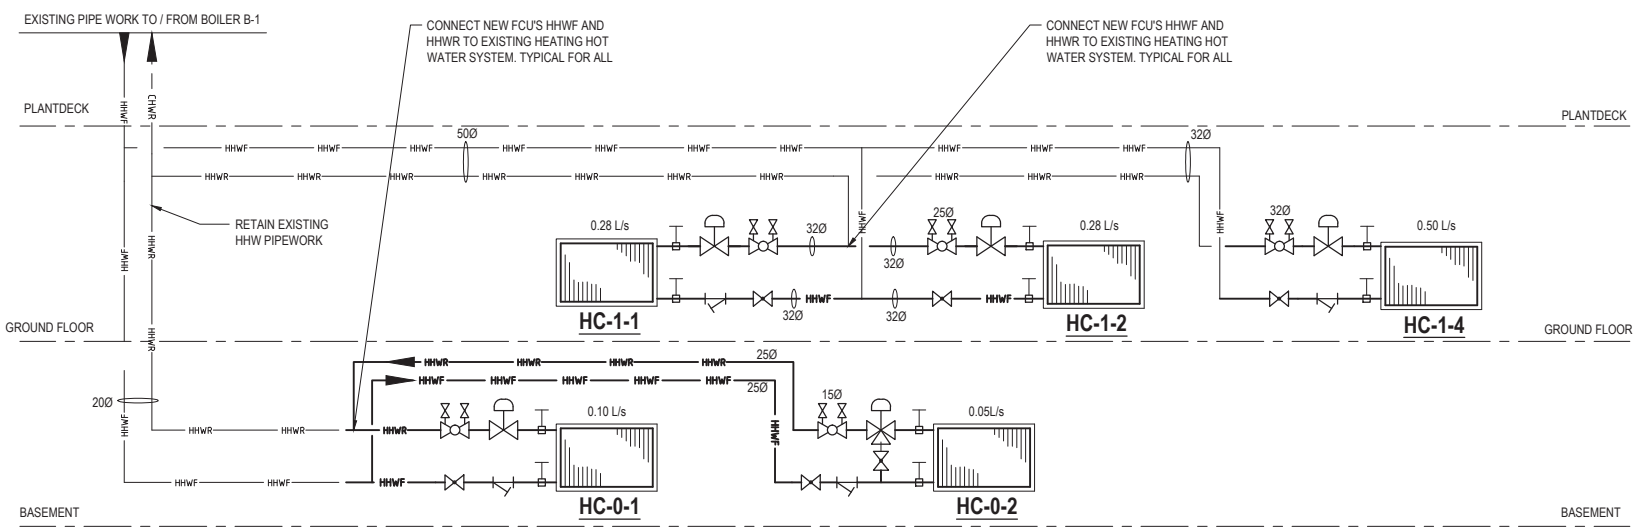 EXISTING PIPE WORK TO / FROM BOILER B-1
CONNECT NEW FCU'S HHWF AND
HHWR TO EXISTING HEATING HOT
WATER SYSTEM. TYPICAL FOR ALL
CONNECT NEW FCU'S HHWF AND
HHWR TO EXISTING HEATING HOT
WATER SYSTEM. TYPICAL FOR ALL
HHWF
CHWR
PLANTDECK
PLANTDECK
50Ø
32Ø
HHWF HHWF HHWF HHWF HHWF HHWF HHWF HHWF HHWF HHWF
HHWR HHWR HHWR HHWR HHWR HHWR HHWR HHWR HHWR HHWR
RETAIN EXISTING
HHW PIPEWORK
HHWF
HHWR
HHWF
HHWF
0.28 L/s
32Ø
32Ø
25Ø
0.28 L/s
32Ø
0.50 L/s
HHWF
32Ø
32Ø
HHWF
HC-1-1
HC-1-2
HC-1-4
GROUND FLOOR
GROUND FLOOR
HHWR
HHWR HHWR HHWR HHWR 25Ø
HHWF HHWF HHWF HHWF 25Ø
20Ø
HHWF
HHWR HHWR HHWR
0.10 L/s
HHWF
15Ø
0.05L/s
HHWF HHWF HHWF
HC-0-1
HC-0-2
BASEMENT
BASEMENT